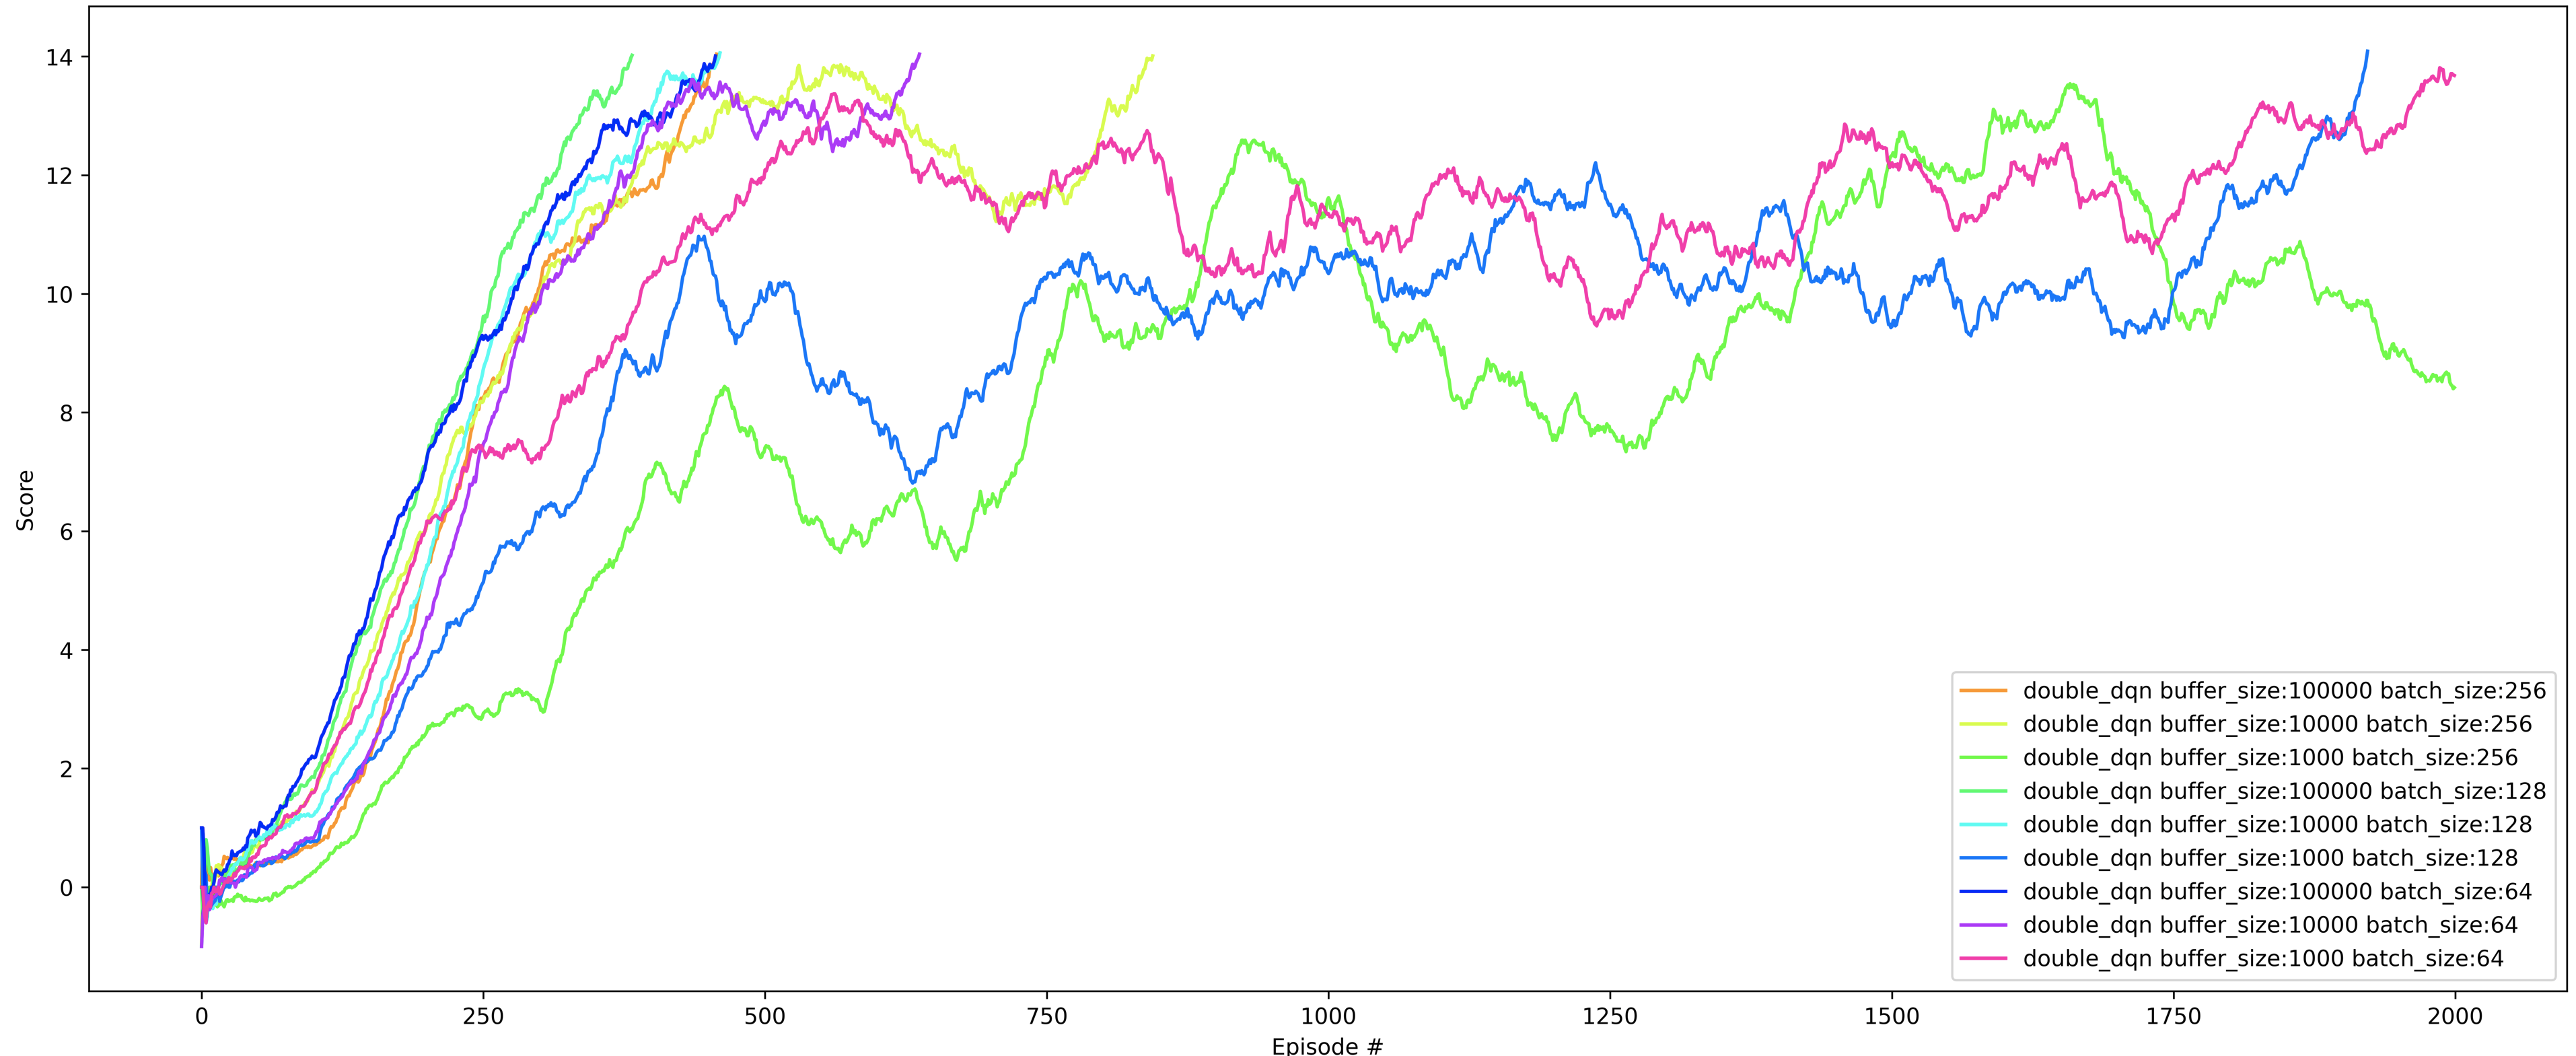 14
12
10
8
6
4
2
0
Score
0 250 500 750 1000 1250 1500 1750 2000
Episode #
double_dqn buffer_size:100000 batch_size:256
double_dqn buffer_size:10000 batch_size:256
double_dqn buffer_size:1000 batch_size:256
double_dqn buffer_size:100000 batch_size:128
double_dqn buffer_size:10000 batch_size:128
double_dqn buffer_size:1000 batch_size:128
double_dqn buffer_size:100000 batch_size:64
double_dqn buffer_size:10000 batch_size:64
double_dqn buffer_size:1000 batch_size:64